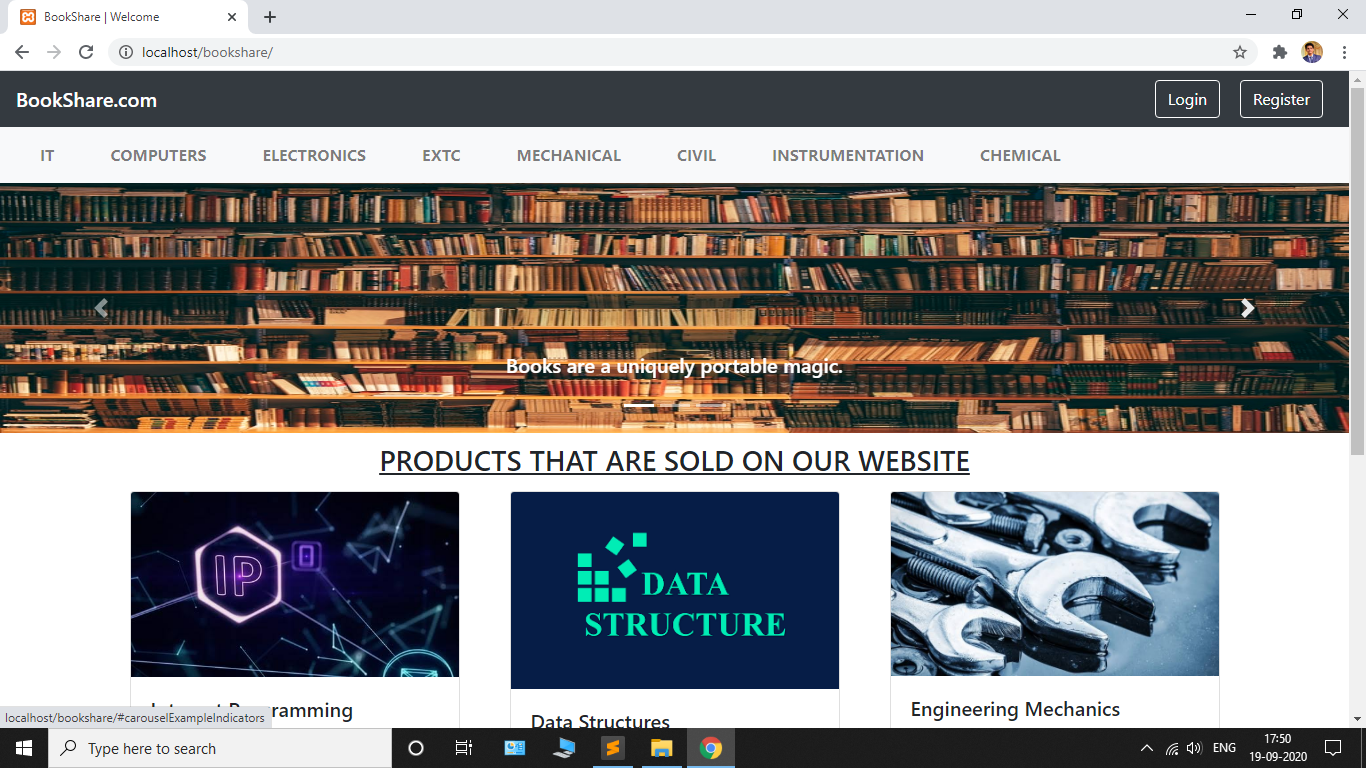 BookShare | Welcome
localhost/bookshare/
BookShare.com
Login
Register
IT
COMPUTERS
ELECTRONICS
EXTC
MECHANICAL
CIVIL
INSTRUMENTATION
CHEMICAL
Books are a uniquely portable magic.
PRODUCTS THAT ARE SOLD ON OUR WEBSITE
IP
DATA
STRUCTURE
Engineering Mechanics
Data Structures
localhost/bookshare/#carouselExampleIndicators
Type here to search
ENG
17:50
19-09-2020